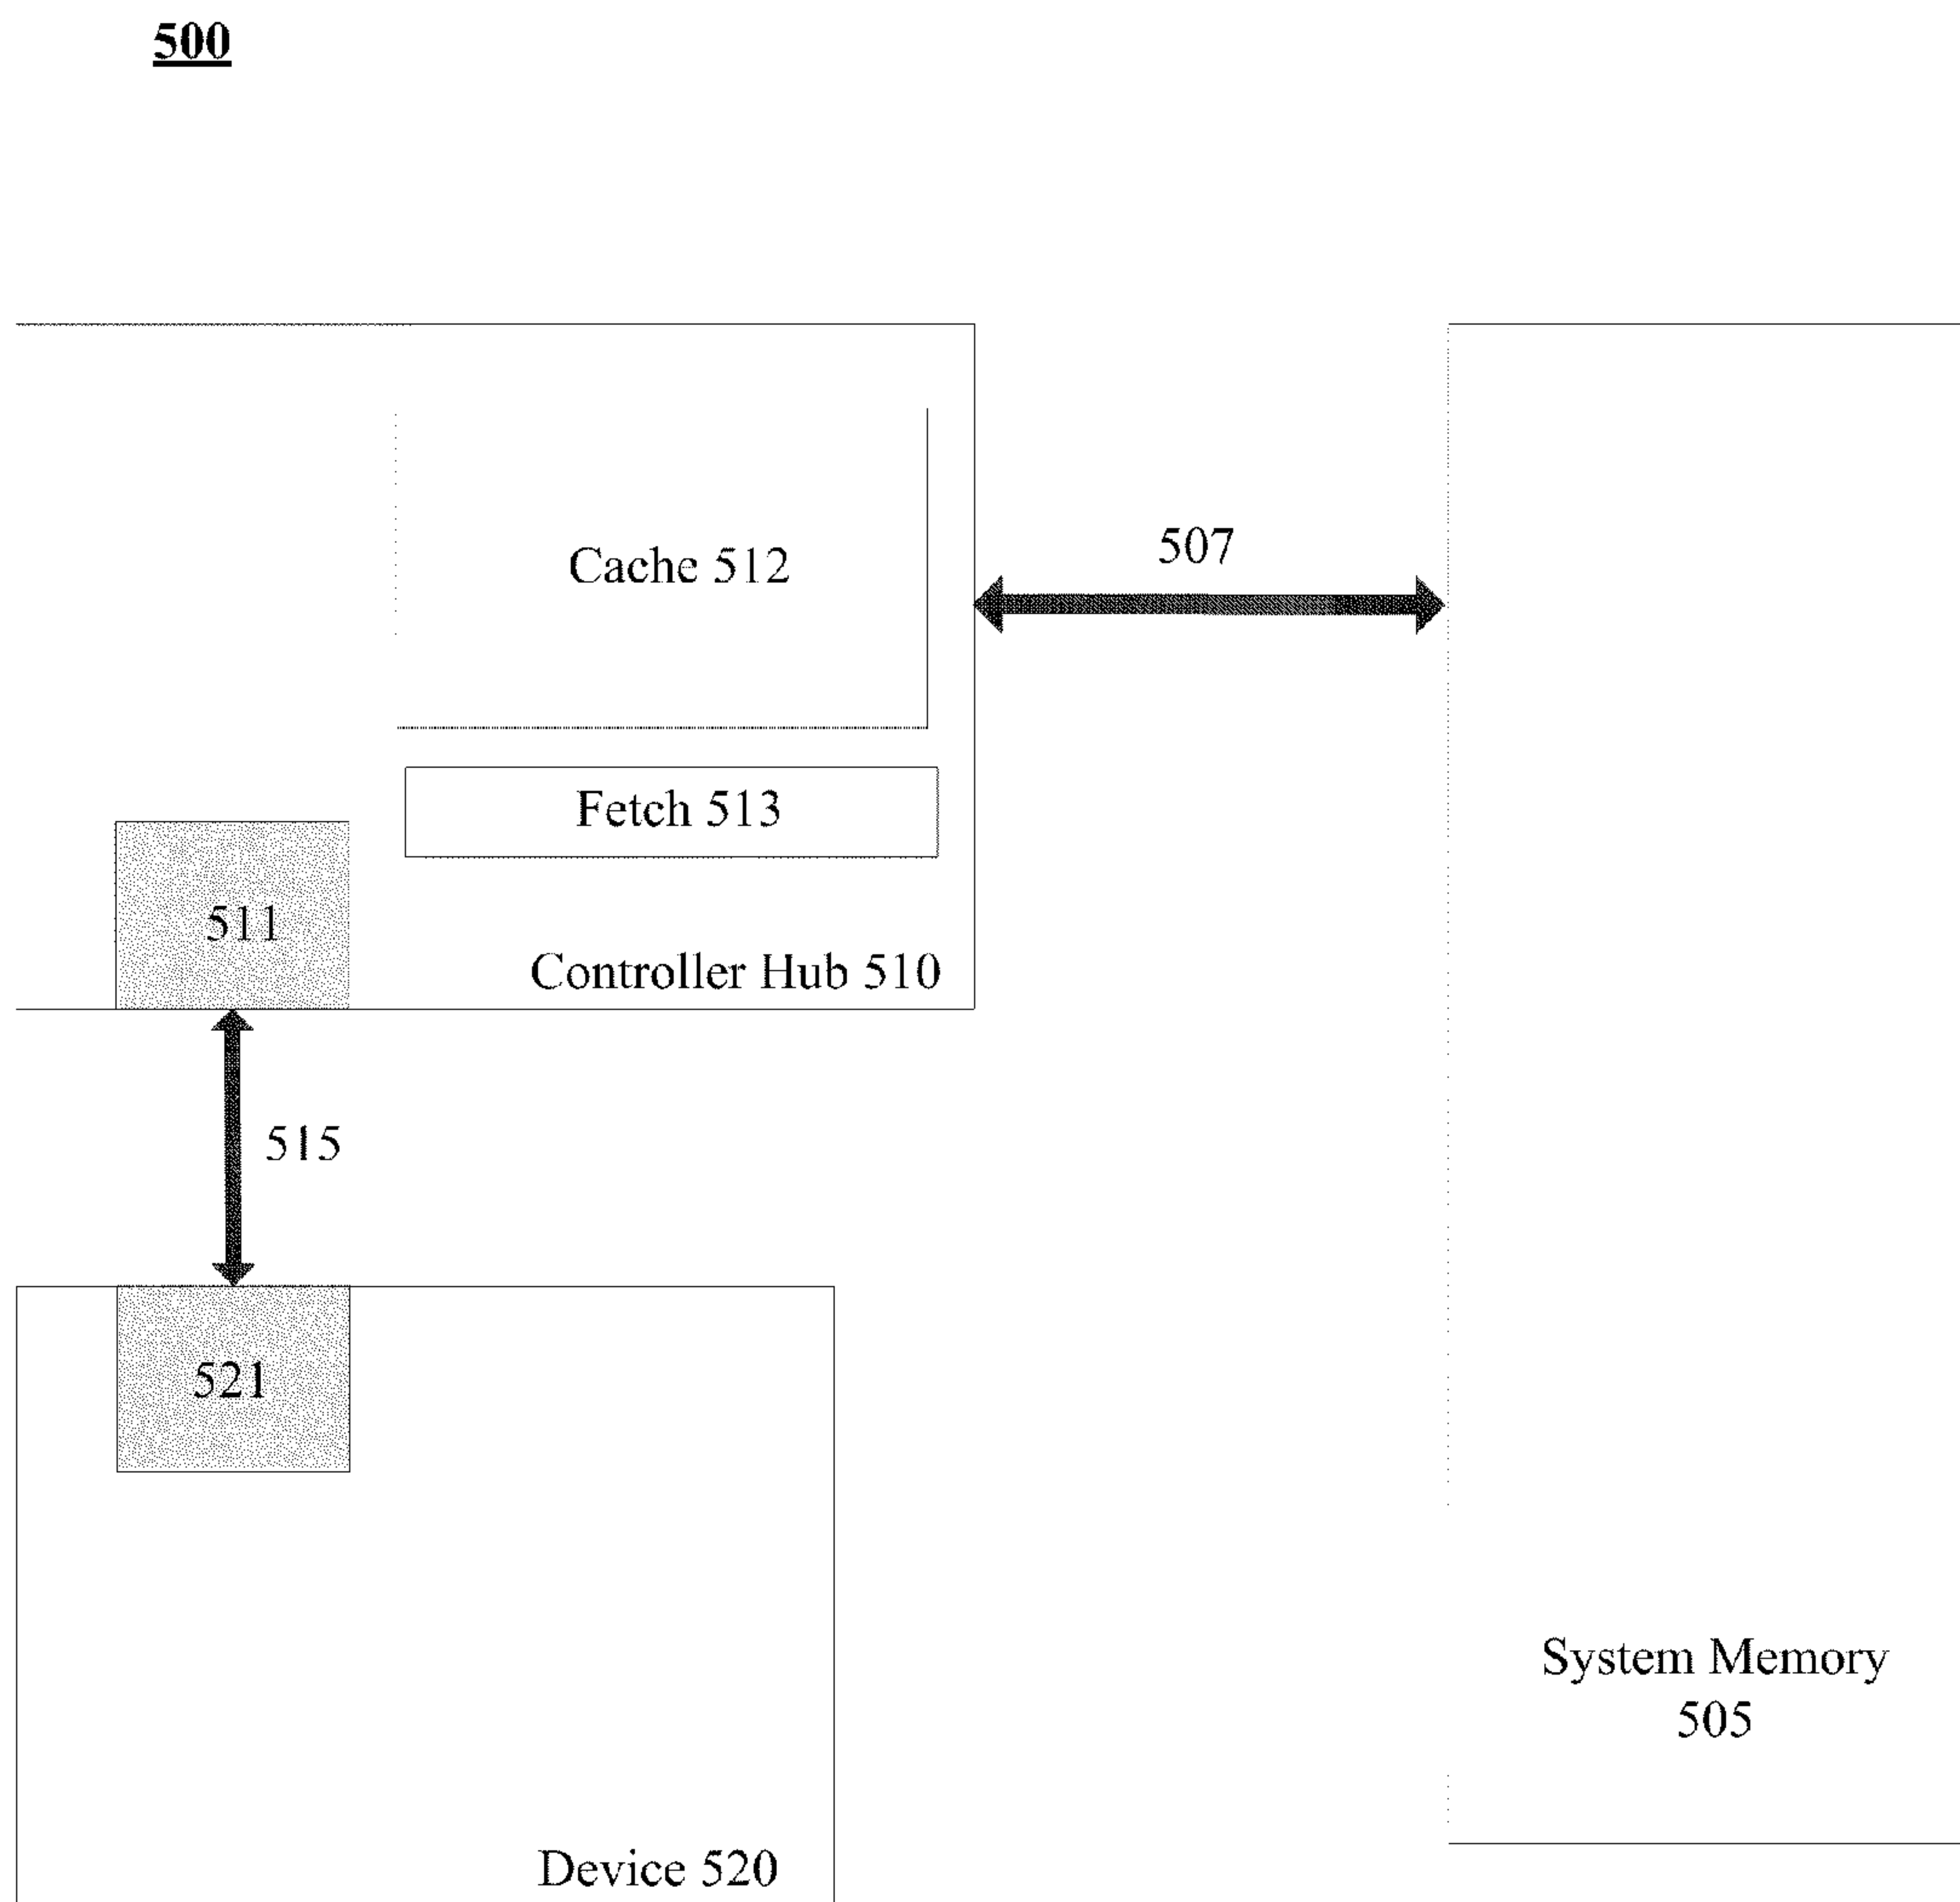 500
Cache 512
507
Fetch 513
511
Controller Hub 510
515
521
System Memory
505
Device 520